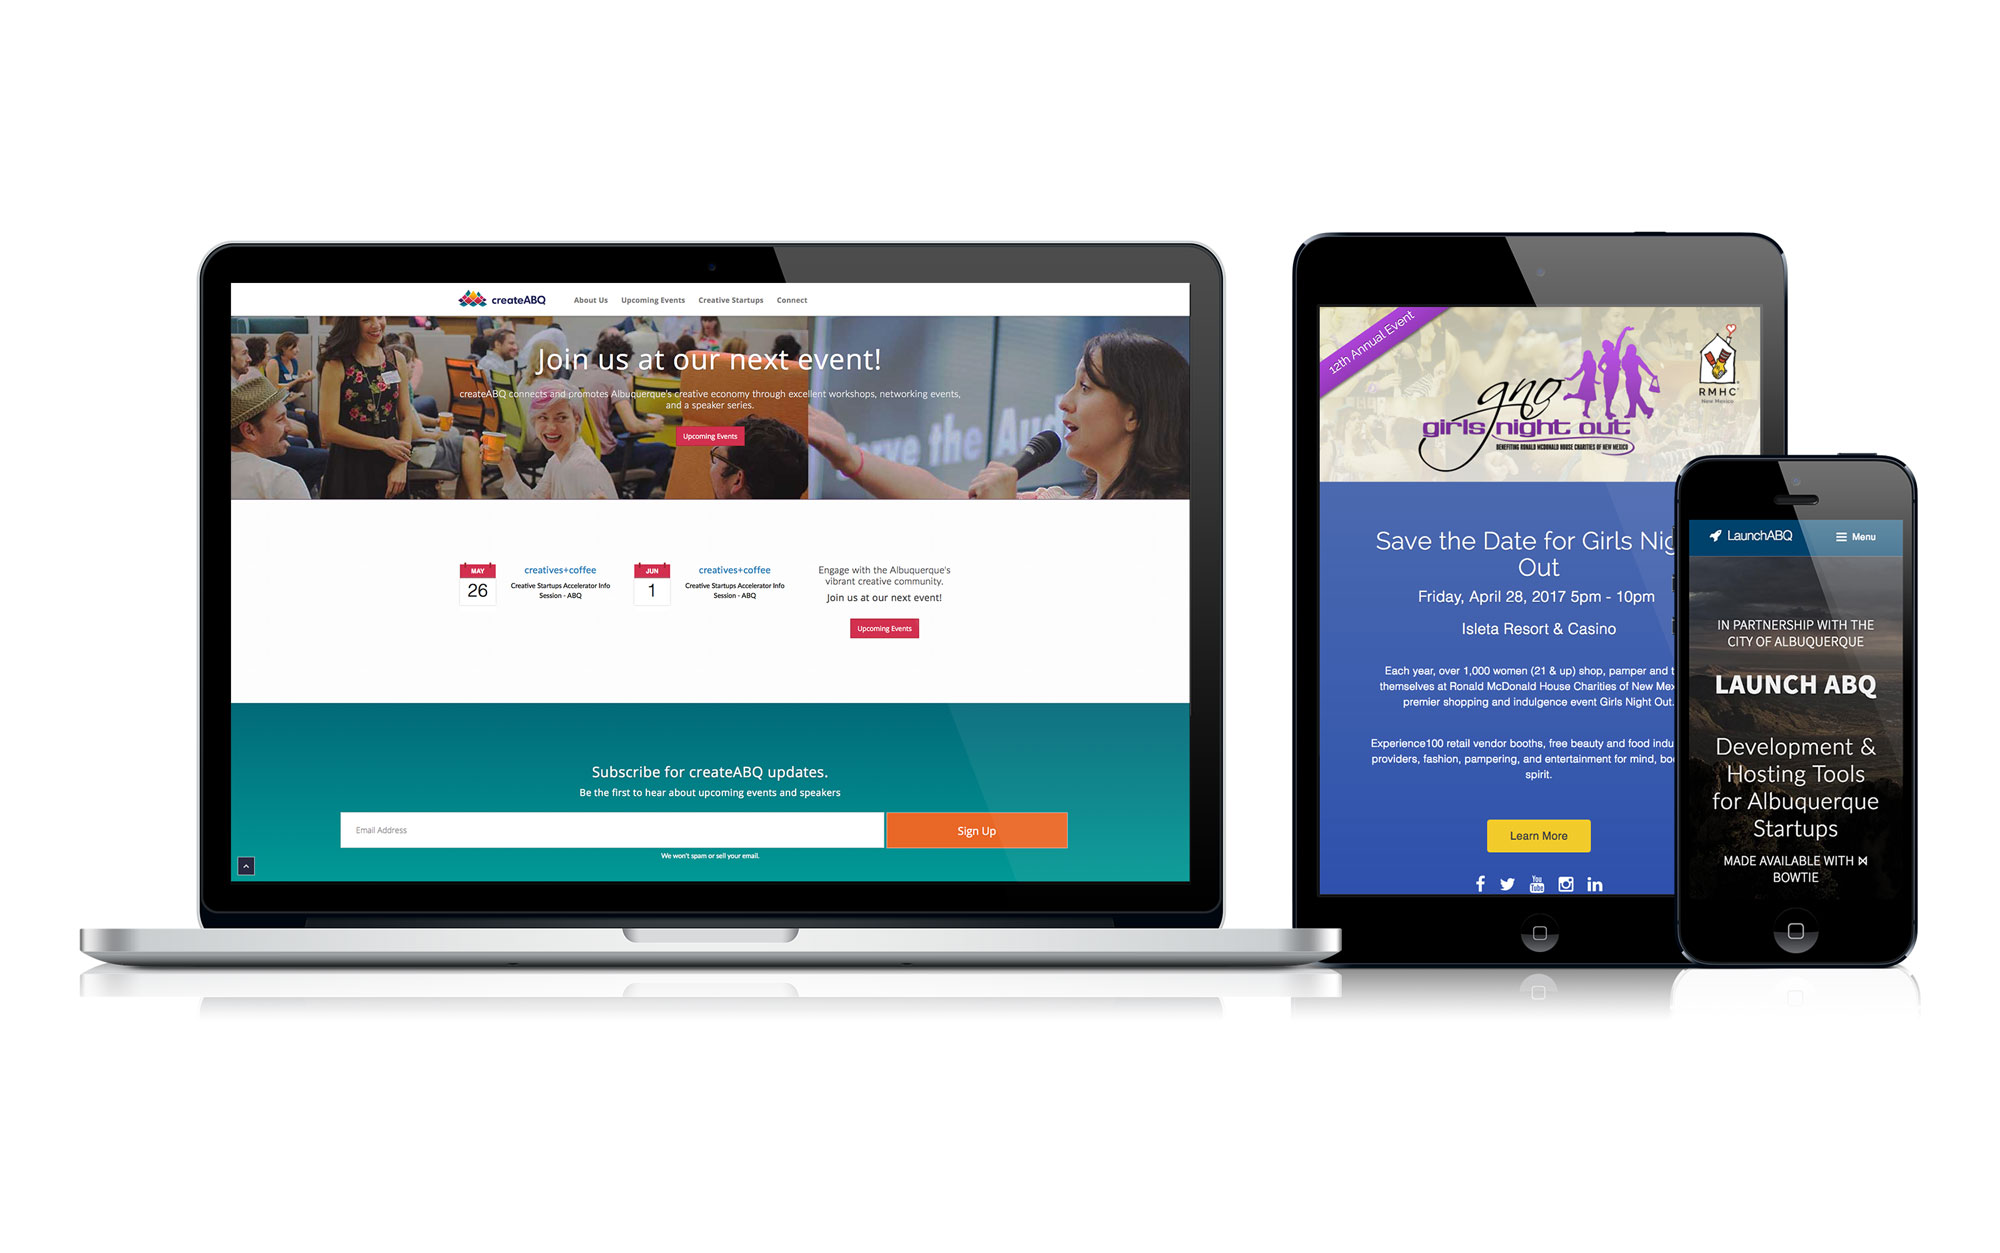 createABQ
About Us Upcoming Events Creative Startups Connect
Join us at our next event!
createABQ connects and promotes Albuquerque's creative economy through excellent workshops, networking events,
and a speaker series.
Upcoming Events
MAY
26
creatives+coffee
Creative Startups Accelerator Info
Session - ABQ
JUN
1
creatives+coffee
Creative Startups Accelerator Info
Session - ABQ
Engage with the Albuquerque's
vibrant creative community.
Join us at our next event!
Upcoming Events
Subscribe for createABQ updates.
Be the first to hear about upcoming events and speakers
Email Address
Sign Up
We won't spam or sell your email.
12th Annual Event
gno
girls night out
BENEFITING RONALD MCDONALD HOUSE CHARITIES OF NEW MEXICO
RMHC
New Mexico
Save the Date for Girls Nig
Out
Friday, April 28, 2017 5pm - 10pm
Isleta Resort & Casino
Each year, over 1,000 women (21 & up) shop, pamper and t
themselves at Ronald McDonald House Charities of New Mex
premier shopping and indulgence event Girls Night Out.
Experience100 retail vendor booths, free beauty and food indu
providers, fashion, pampering, and entertainment for mind, bo
spirit.
Learn More
You
Tube
LaunchABQ
Menu
IN PARTNERSHIP WITH THE
CITY OF ALBUQUERQUE
LAUNCH ABQ
Development &
Hosting Tools
for Albuquerque
Startups
MADE AVAILABLE WITH
BOWTIE